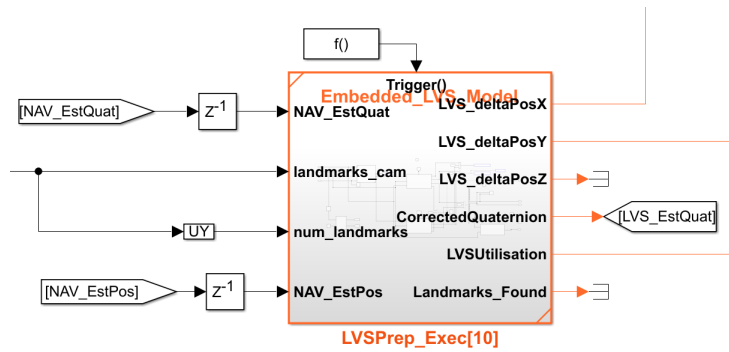 f()
Trigger()
Embedded_LVS_Model
[NAV_EstQuat]
Z-1
NAV_EstQuat
LVS_deltaPosX
LVS_deltaPosY
landmarks_cam
LVS_deltaPosZ
CorrectedQuaternion
[LVS_EstQuat]
UY
num_landmarks
LVSUtilisation
[NAV_EstPos]
Z-1
NAV_EstPos
Landmarks_Found
LVSPrep_Exec[10]